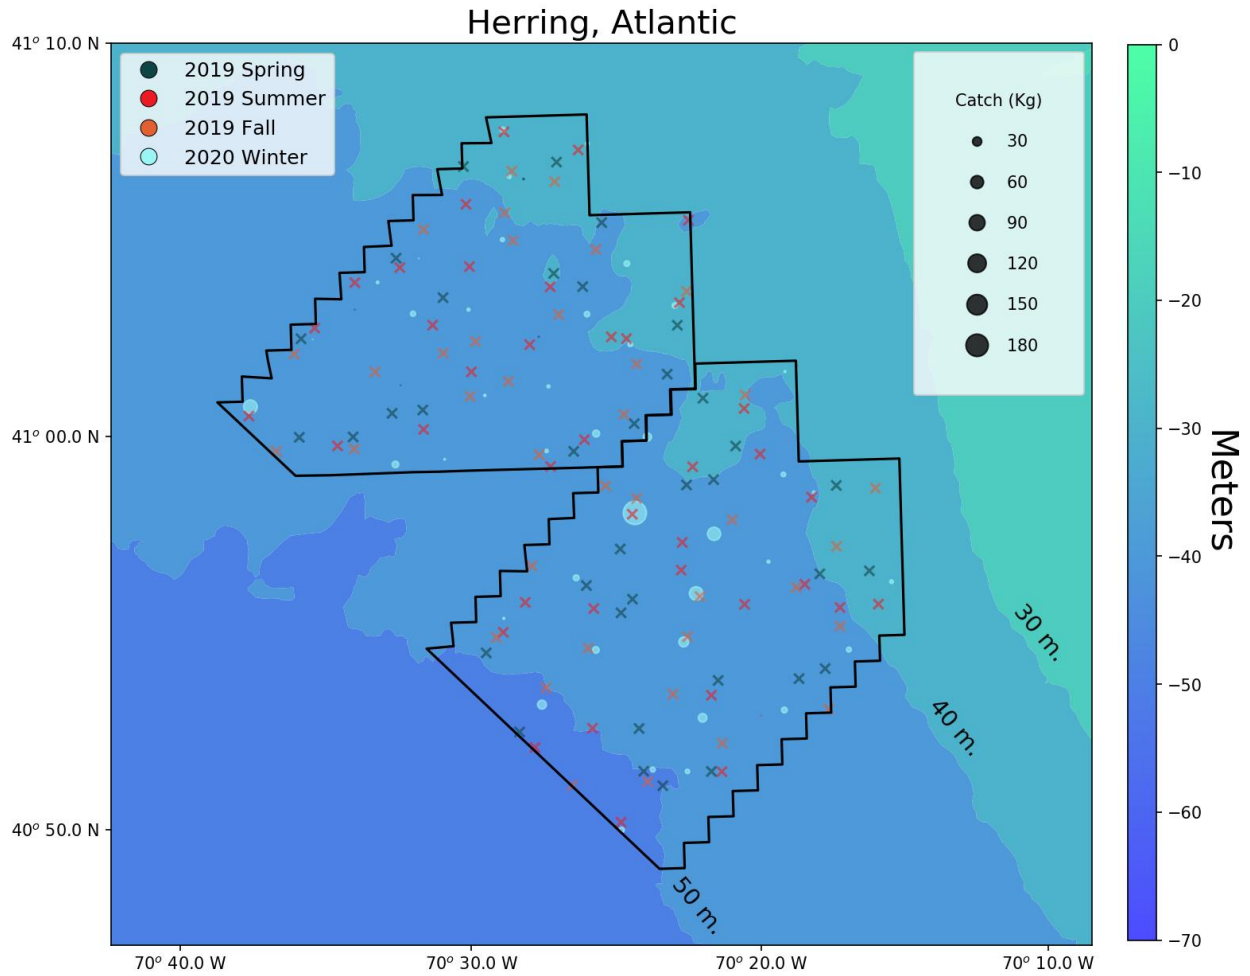 Herring, Atlantic
41° 10.0 N
41° 00.0 N
40° 50.0 N
2019 Spring
2019 Summer
2019 Fall
2020 Winter
Catch (Kg)
30
60
90
120
150
180
30 m.
40 m.
50 m.
70° 40.0 W
70° 30.0 W
70° 20.0 W
70° 10.0 W
0
−10
−20
−30
−40
−50
−60
−70
Meters